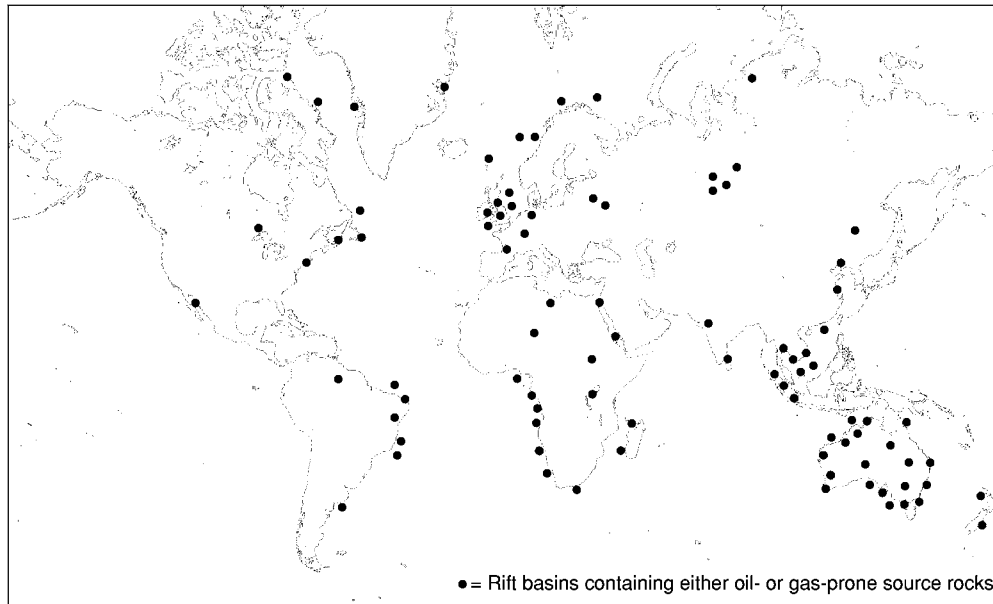 ● = Rift basins containing either oil- or gas-prone source rocks